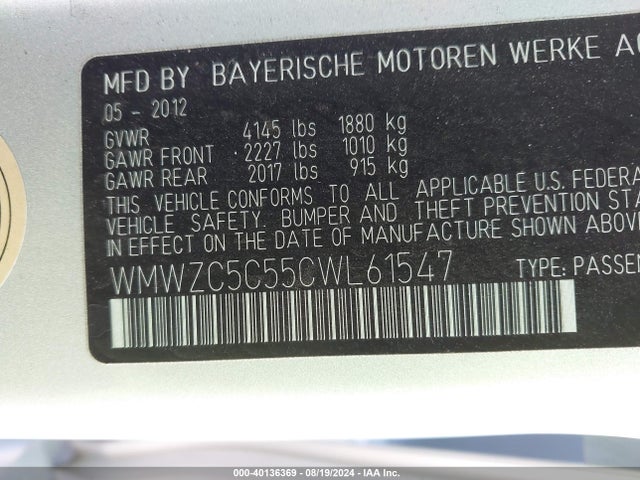 MFD BY BAYERISCHE MOTOREN WERKE AG
05 - 2012
GVWR 4145 lbs 1880 kg
GAWR FRONT 2227 lbs 1010 kg
GAWR REAR 2017 lbs 915 kg
THIS VEHICLE CONFORMS TO ALL APPLICABLE U.S. FEDERA
VEHICLE SAFETY, BUMPER AND THEFT PREVENTION STA
IN EFFECT ON THE DATE OF MANUFACTURE SHOWN ABOVE
WMWZC5C55CWL61547 TYPE: PASSEN
000-40136369 - 08/19/2024 - Copyright IAA, LLC.